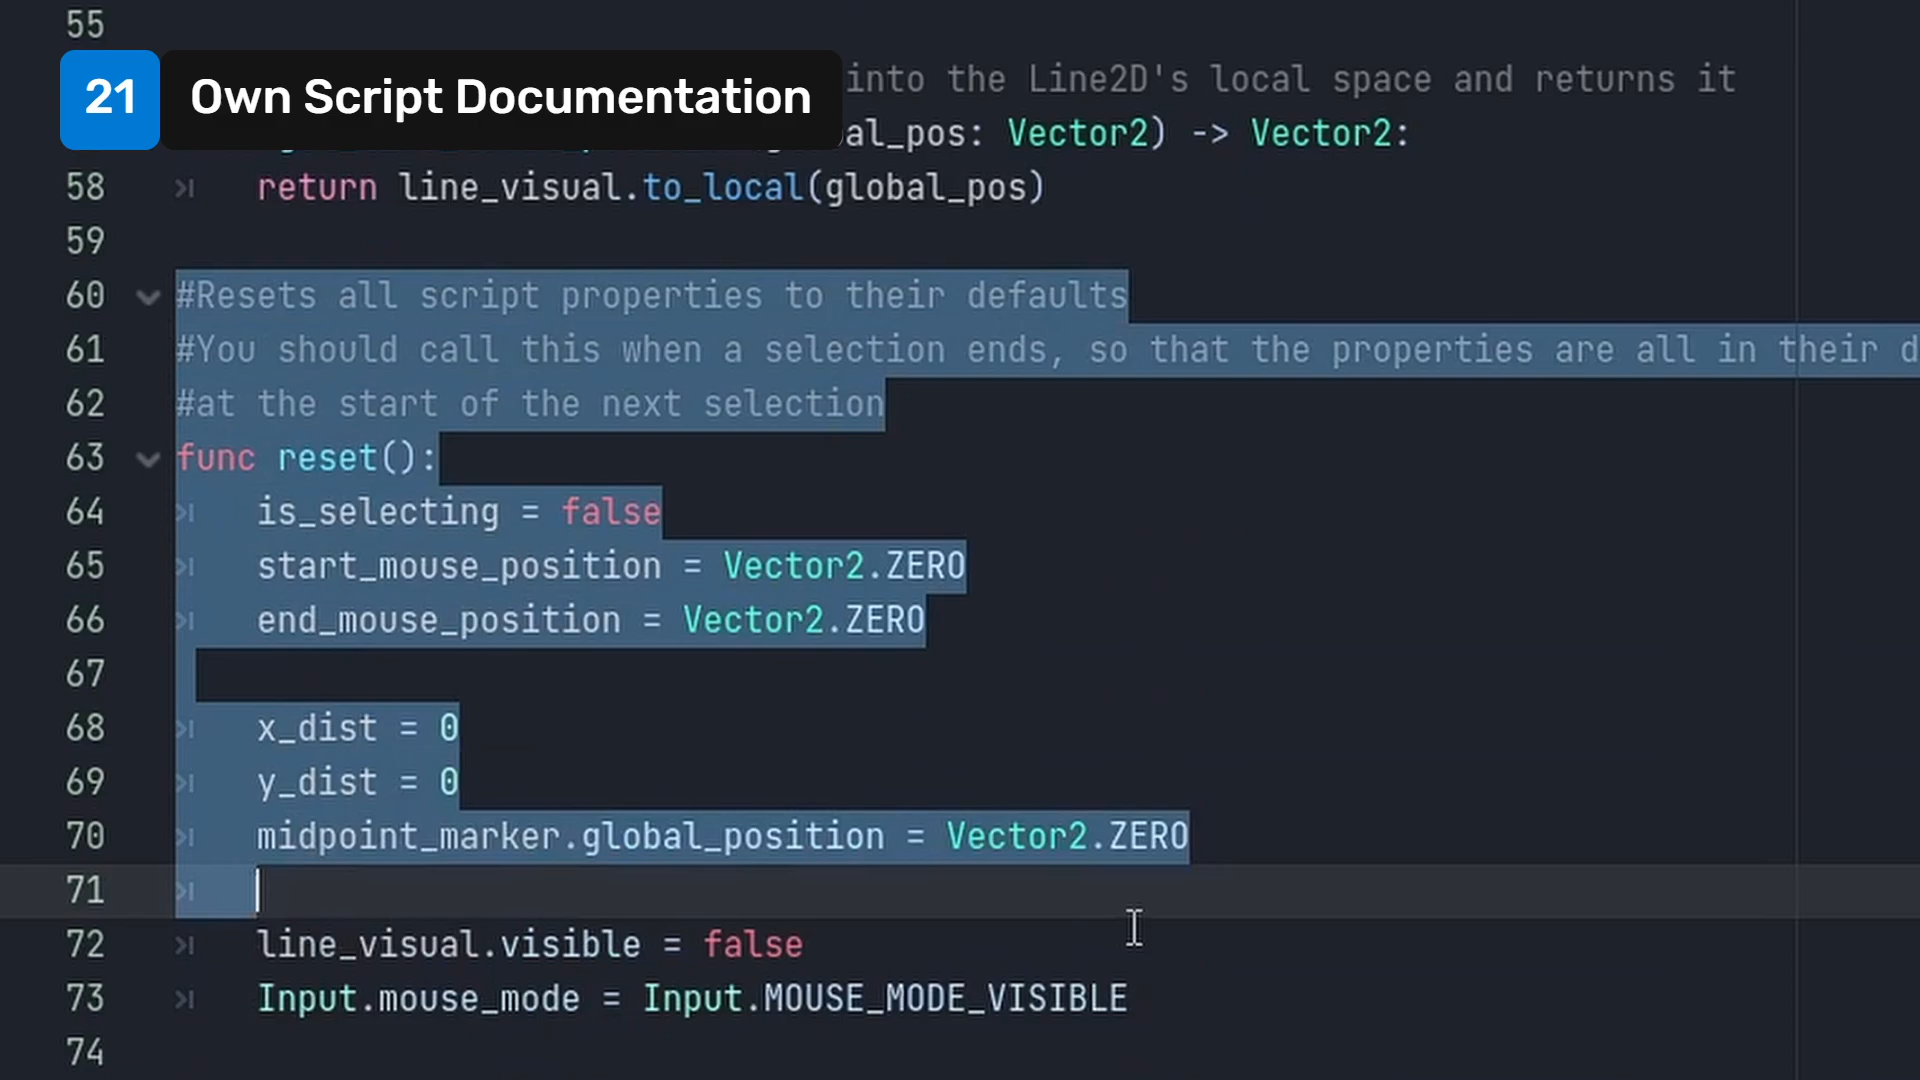 55
21 Own Script Documentation
into the Line2D's local space and returns it
al_pos: Vector2) -> Vector2:
58 return line_visual.to_local(global_pos)
59
60 #Resets all script properties to their defaults
61 #You should call this when a selection ends, so that the properties are all in their d
62 #at the start of the next selection
63 func reset():
64 is_selecting = false
65 start_mouse_position = Vector2.ZERO
66 end_mouse_position = Vector2.ZERO
67
68 x_dist = 0
69 y_dist = 0
70 midpoint_marker.global_position = Vector2.ZERO
71
72 line_visual.visible = false
73 Input.mouse_mode = Input.MOUSE_MODE_VISIBLE
74